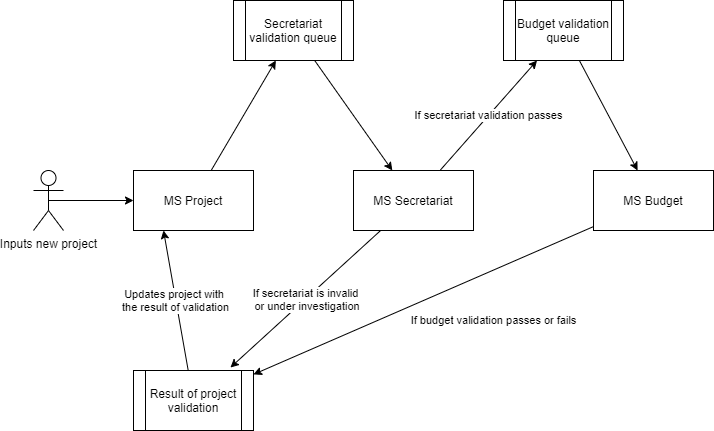 Secretariat
validation queue
Budget validation
queue
If secretariat validation passes
MS Project
MS Secretariat
MS Budget
Inputs new project
Updates project with
the result of validation
If secretariat is invalid
or under investigation
If budget validation passes or fails
Result of project
validation